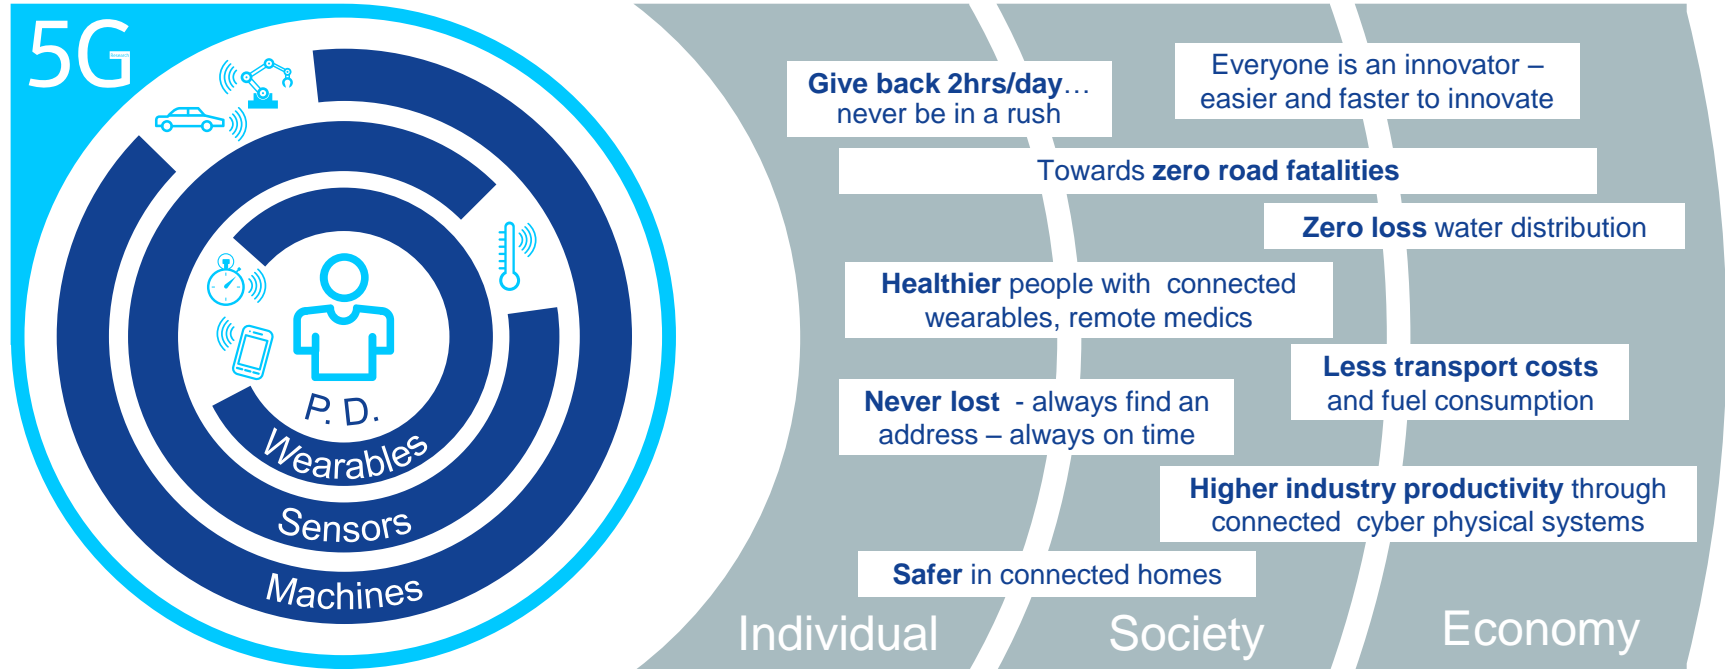 5G
P. D.
Wearables
Sensors
Machines
Give back 2hrs/day…
never be in a rush
Everyone is an innovator –
easier and faster to innovate
Towards zero road fatalities
Zero loss water distribution
Healthier people with  connected
wearables, remote medics
Less transport costs
and fuel consumption
Never lost  - always find an
address – always on time
Higher industry productivity through
connected  cyber physical systems
Safer in connected homes
Individual
Society
Economy